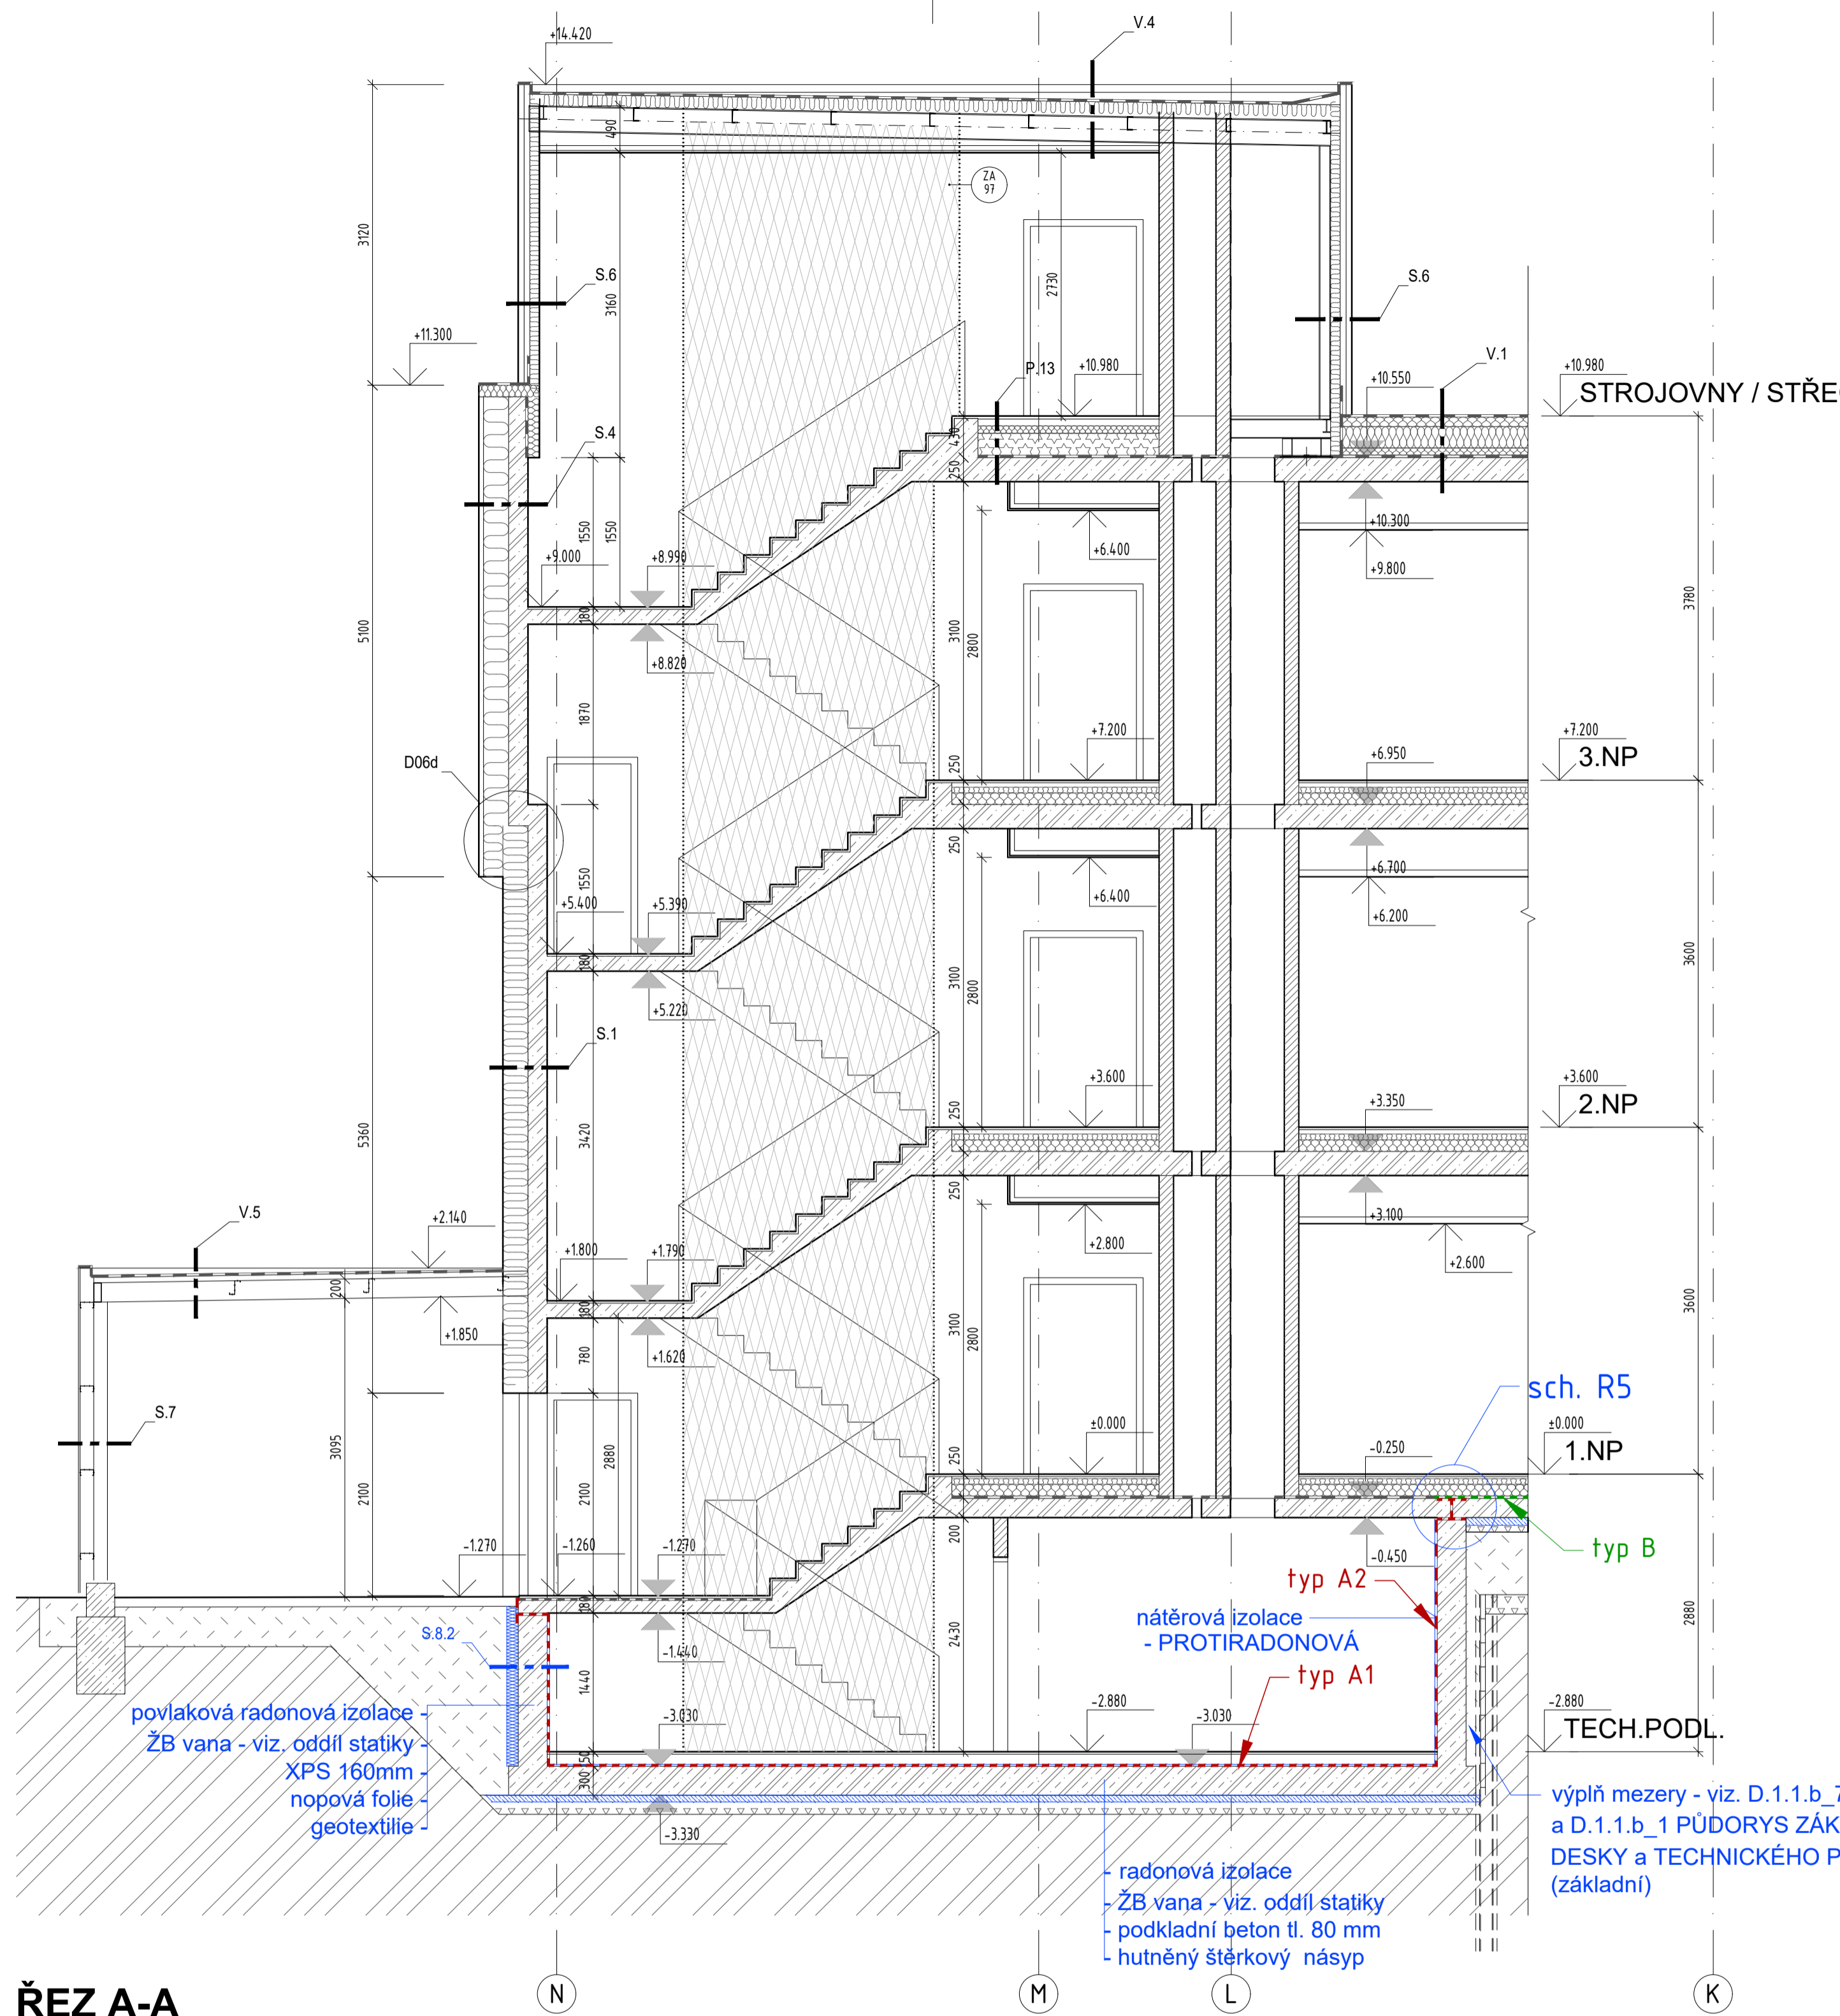 V.4
+14.420
490
ZA
97
3120
S.6
3160
2730
S.6
+11.300
P.13
+10.980
V.1
+10.550
+10.980
S.4
430
250
1550
1550
+10.300
+6.400
+9.800
+9.000
+8.990
180
3780
5100
3100
2800
+8.820
1870
+7.200
+6.950
+7.200
3.NP
D06d
250
250
+6.700
1550
+6.400
+6.200
+5.400
+5.390
180
3600
3100
2800
+5.220
S.1
+3.600
+3.350
+3.600
2.NP
5360
3420
250
250
+3.100
V.5
+2.140
+2.800
+2.600
+1.800
+1.790
200
180
3600
+1.850
780
+1.620
3100
2800
sch. R5
S.7
±0.000
-0.250
±0.000
1.NP
3095
2880
2100
2100
250
200
-1.270
-1.260
-1.270
-0.450
typ B
typ A2
180
nátěrová izolace
- PROTIRADONOVÁ
S.8.2
-1.440
2430
2880
typ A1
1440
povlaková radonová izolace -
ŽB vana - viz. oddíl statiky -
XPS 160mm -
nopová folie -
geotextilie -
-3.030
-2.880
-3.030
-2.880
TECH.PODL.
150
300
-3.330
výplň mezery - viz. D.1.1.b_7
a D.1.1.b_1 PŮDORYS
DESKY a TECHNICKÉHO
(základní)
- radonová izolace
- ŽB vana - viz. oddíl statiky
- podkladní beton tl. 80 mm
- hutněný štěrkový násyp
N
M
L
K
ŘEZ A-A